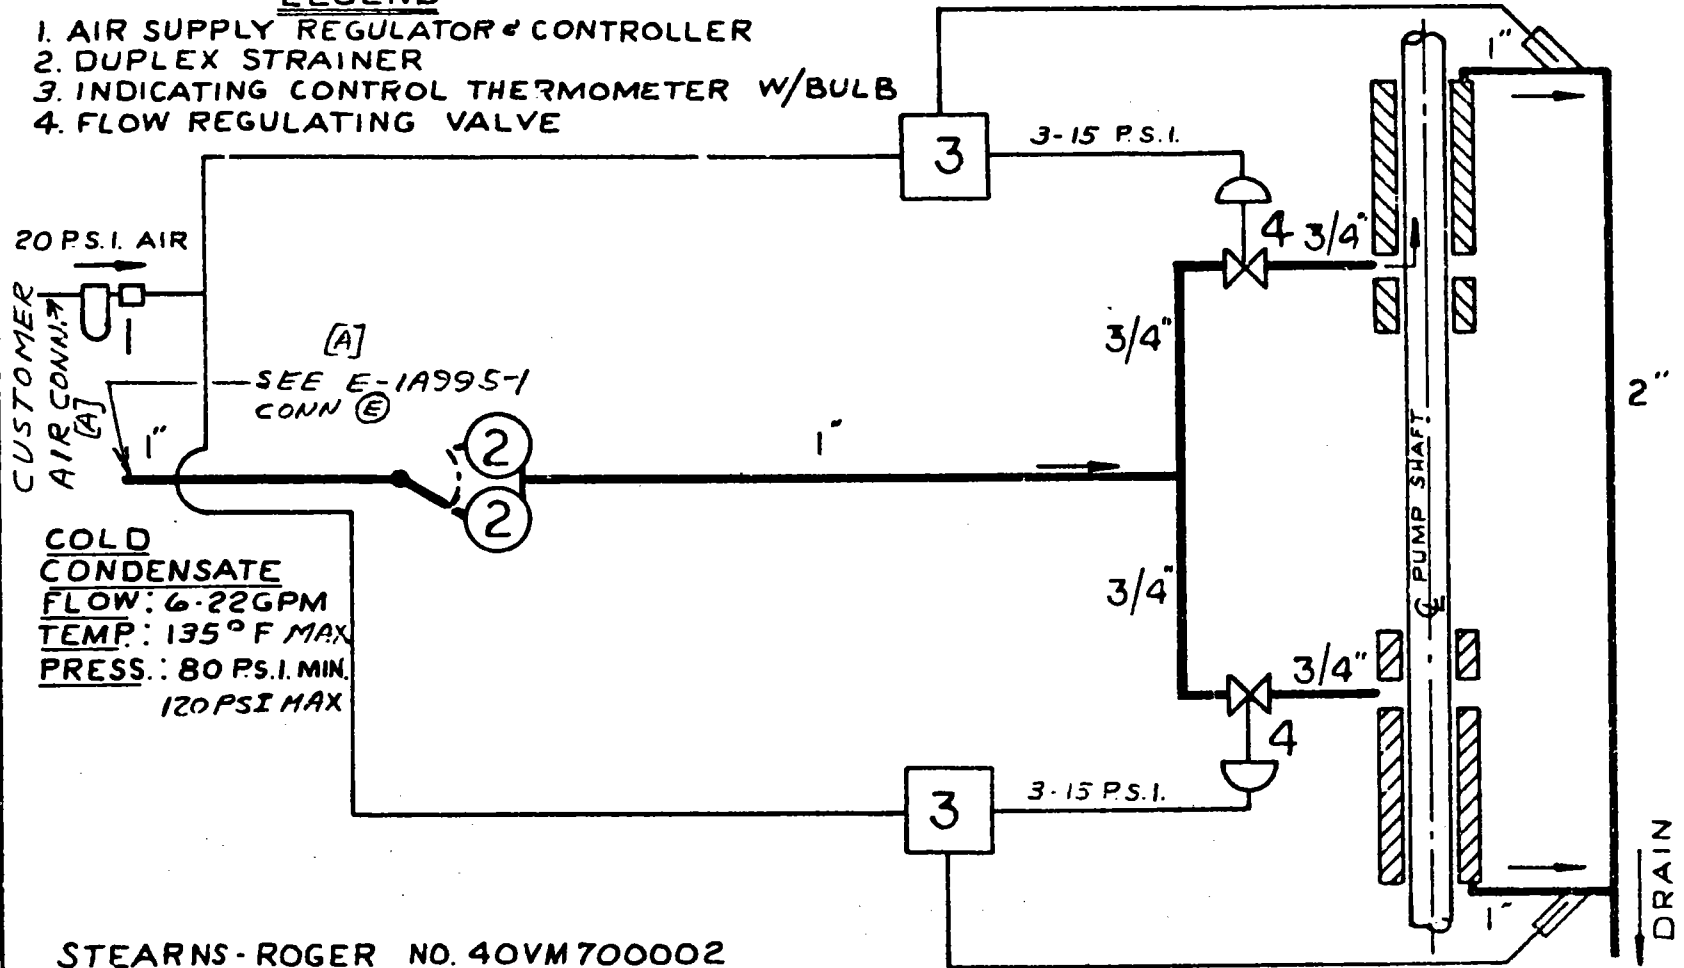 LEGEND
1. AIR SUPPLY REGULATOR & CONTROLLER
2. DUPLEX STRAINER
3. INDICATING CONTROL THERMOMETER W/BULB
4. FLOW REGULATING VALVE
1"
3
3-15 P.S.I.
4
3/4"
20 P.S.I. AIR
CUSTOMER
AIR CONN.
[A]
1
[A]
SEE E-1A995-1
CONN Ⓔ
3/4"
2"
1"
2
2
1"
PUMP SHAFT
℄
COLD
CONDENSATE
FLOW: 6-22GPM
TEMP.: 135° F MAX
PRESS.: 80 P.S.I. MIN.
120 PSI MAX
3/4"
3/4"
4
3
3-15 P.S.I.
1"
DRAIN
STEARNS-ROGER NO. 40VM700002